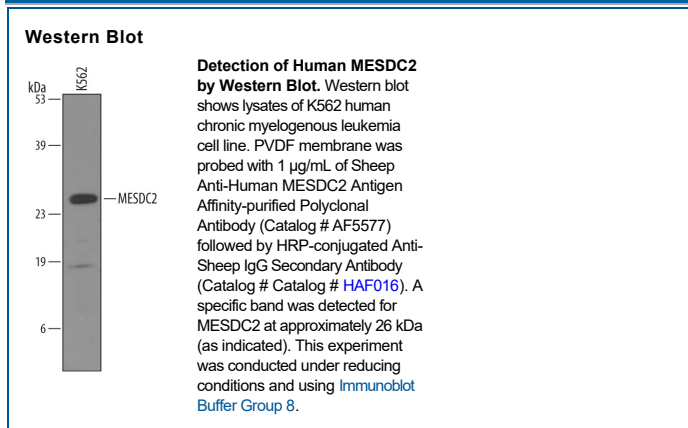 Western Blot
kDa
K562
53
39
MESDC2
23
19
6
Detection of Human MESDC2
by Western Blot. Western blot
shows lysates of K562 human
chronic myelogenous leukemia
cell line. PVDF membrane was
probed with 1 µg/mL of Sheep
Anti-Human MESDC2 Antigen
Affinity-purified Polyclonal
Antibody (Catalog # AF5577)
followed by HRP-conjugated Anti-
Sheep IgG Secondary Antibody
(Catalog # Catalog # HAF016). A
specific band was detected for
MESDC2 at approximately 26 kDa
(as indicated). This experiment
was conducted under reducing
conditions and using Immunoblot
Buffer Group 8.